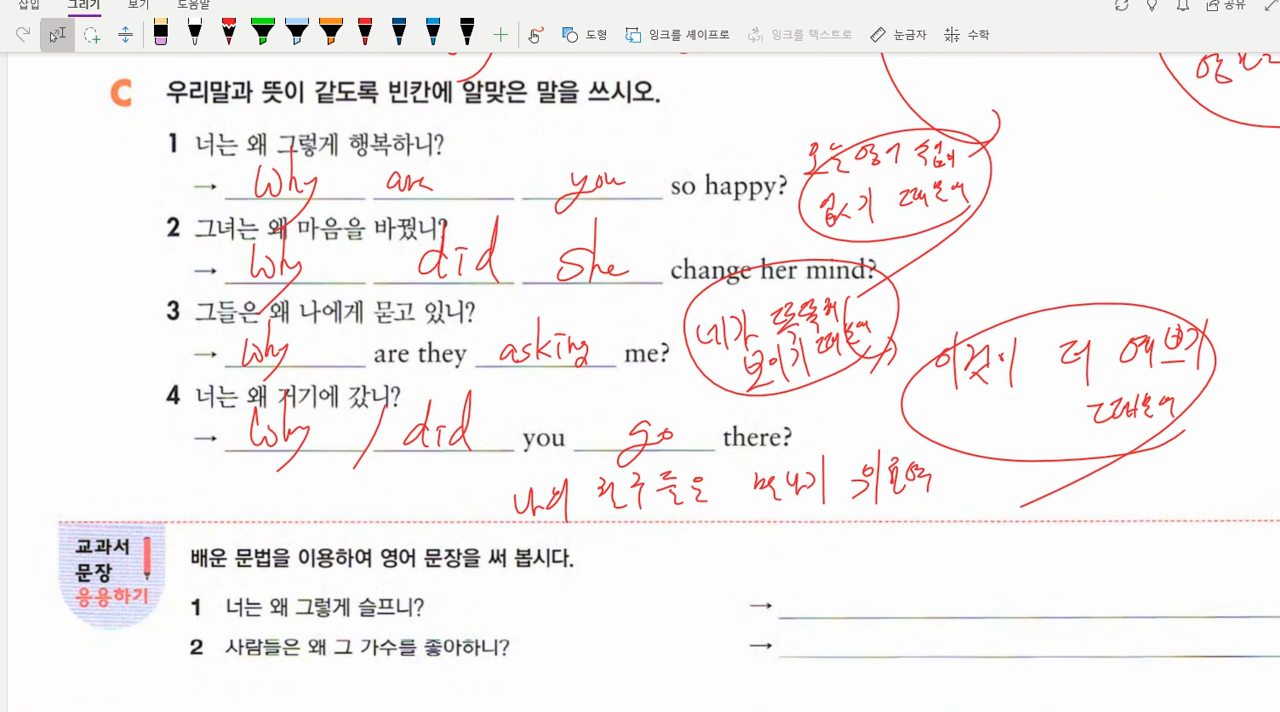 삽입 그리기 보기 도움말 공유
도형 잉크를 셰이프로 잉크를 텍스트로 눈금자 수학
C 우리말과 뜻이 같도록 빈칸에 알맞은 말을 쓰시오.
1 너는 왜 그렇게 행복하니?
→ Why are you so happy?
오늘 영어 수업이
없기 때문에
2 그녀는 왜 마음을 바꿨니?
→ Why did she change her mind?
3 그들은 왜 나에게 묻고 있니?
→ Why are they asking me?
네가 똑똑해
보이기 때문에
이것이 더 예쁘기
때문에
4 너는 왜 거기에 갔니?
→ Why did you go there?
나의 친구들을 만나기 위하여
교과서
문장
응용하기
배운 문법을 이용하여 영어 문장을 써 봅시다.
1 너는 왜 그렇게 슬프니? →
2 사람들은 왜 그 가수를 좋아하니? →